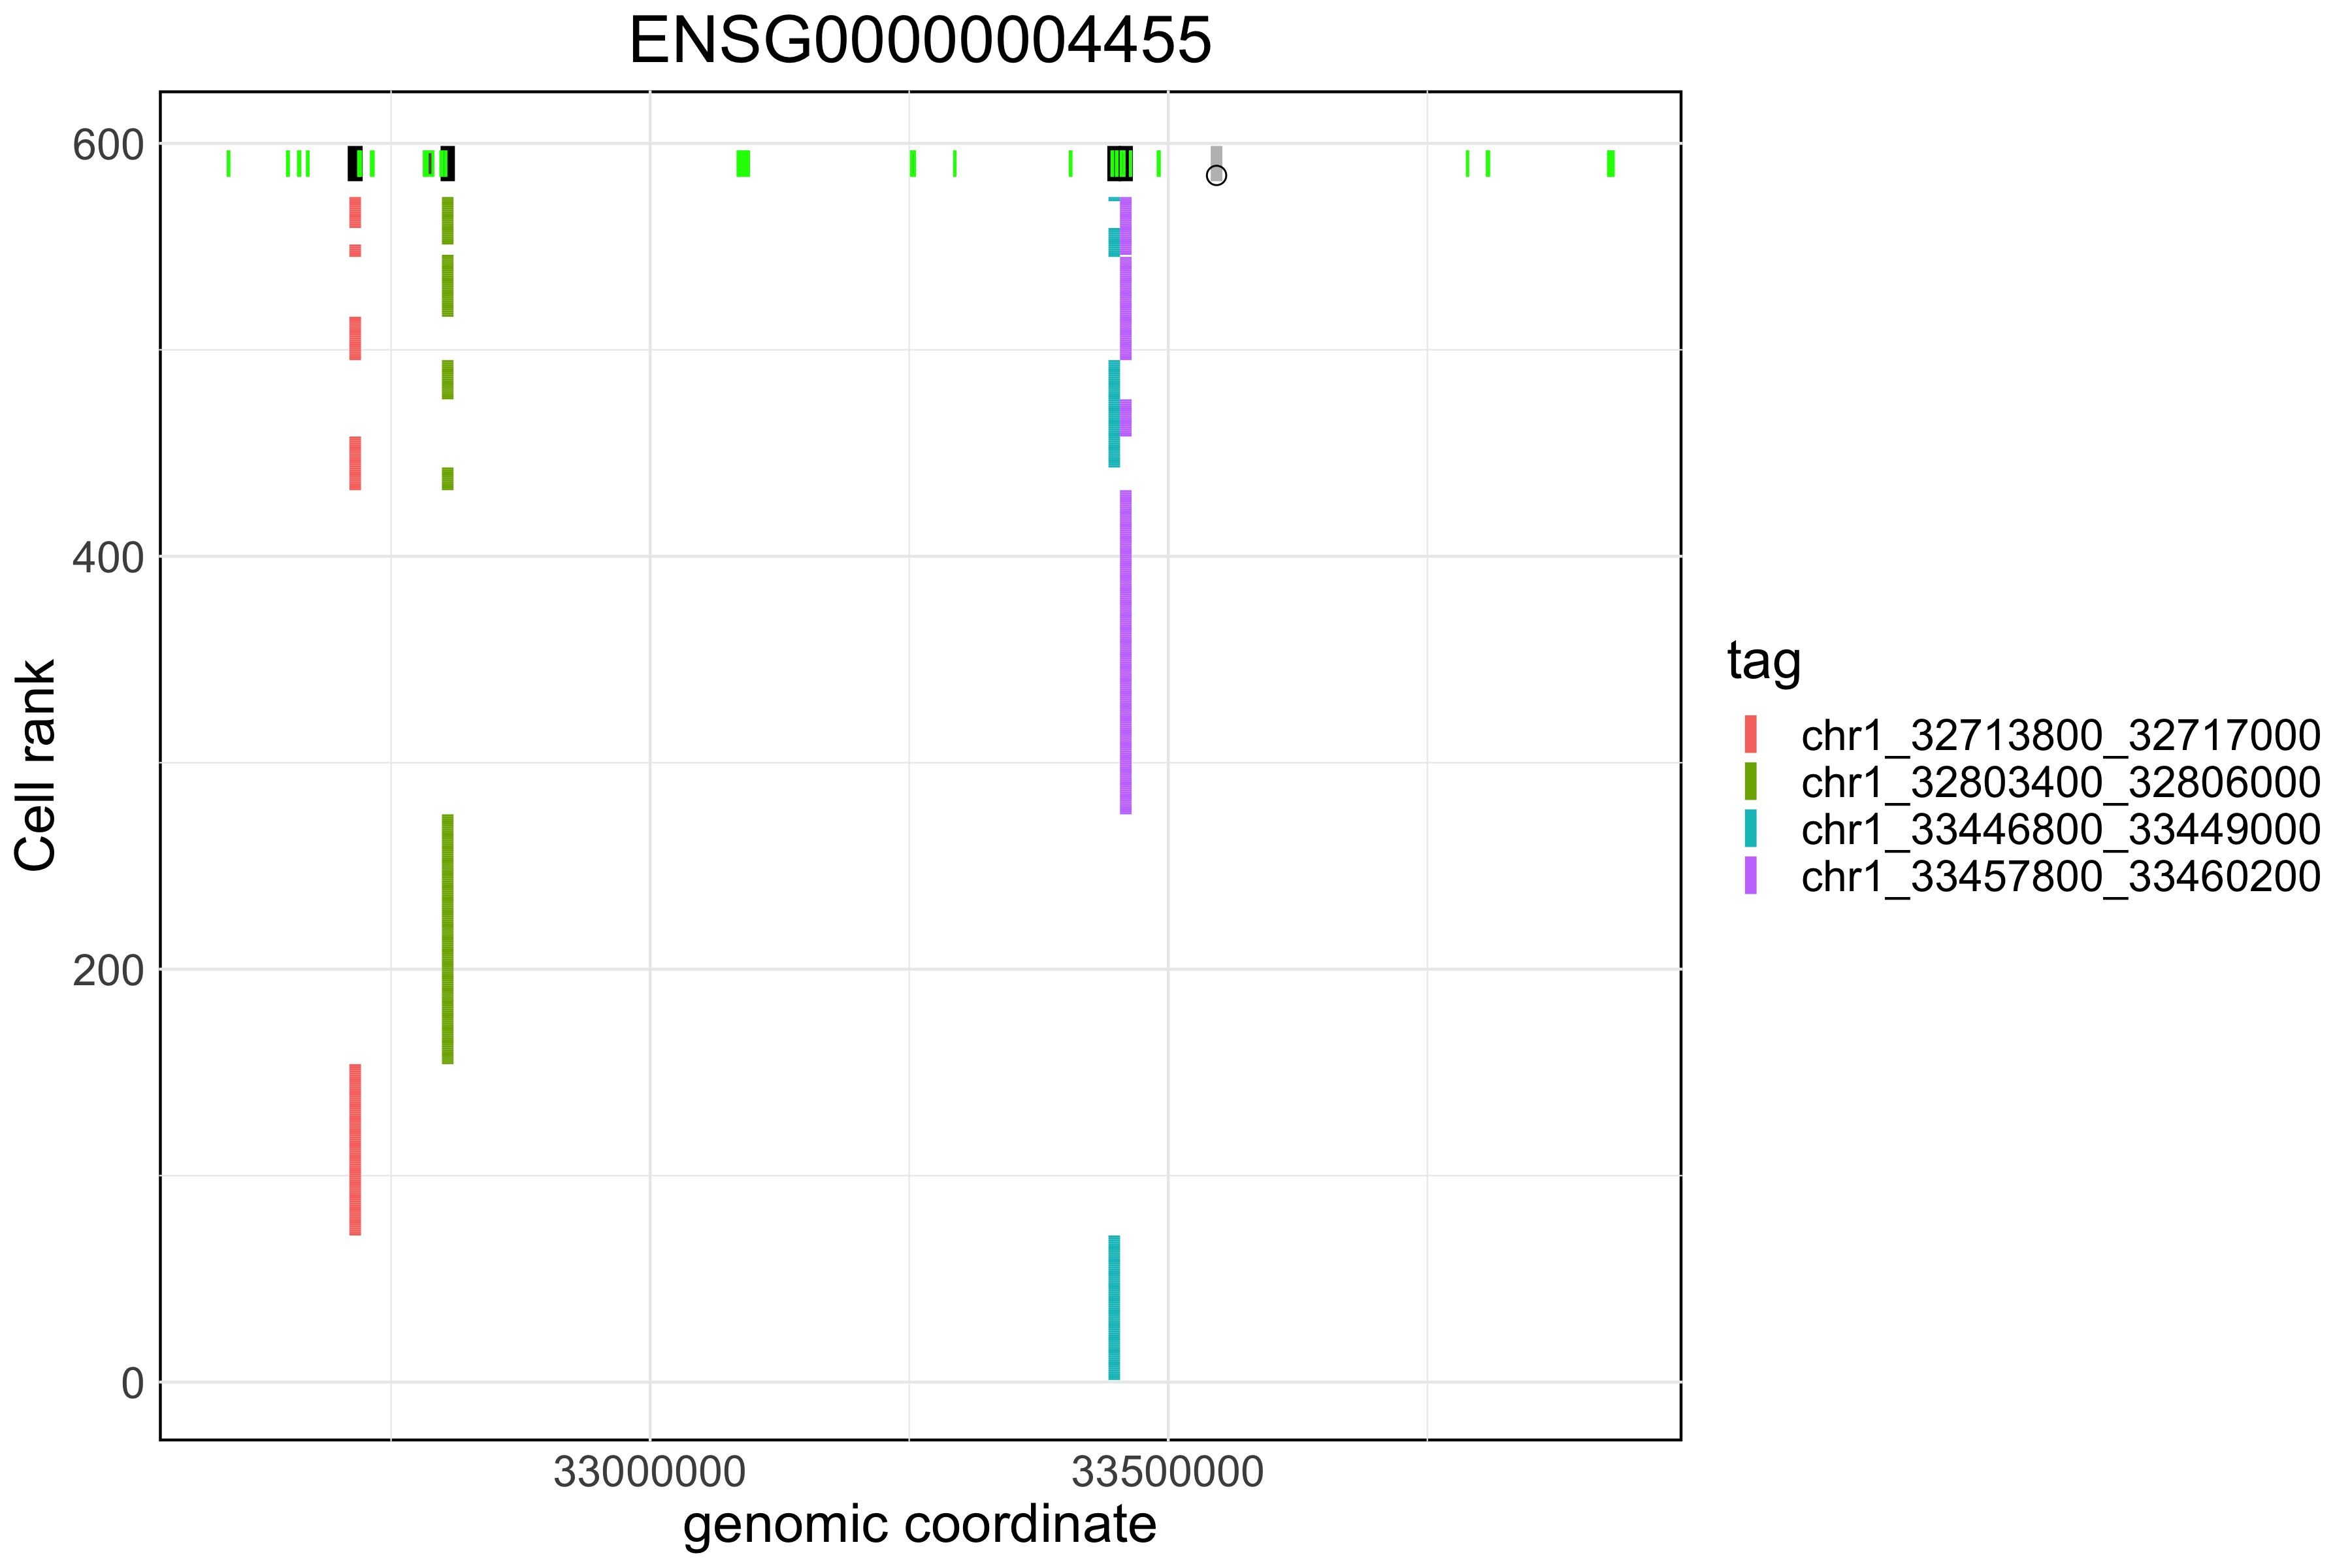 ENSG00000004455
600
400
200
0
Cell rank
33000000
33500000
genomic coordinate
tag
chr1_32713800_32717000
chr1_32803400_32806000
chr1_33446800_33449000
chr1_33457800_33460200